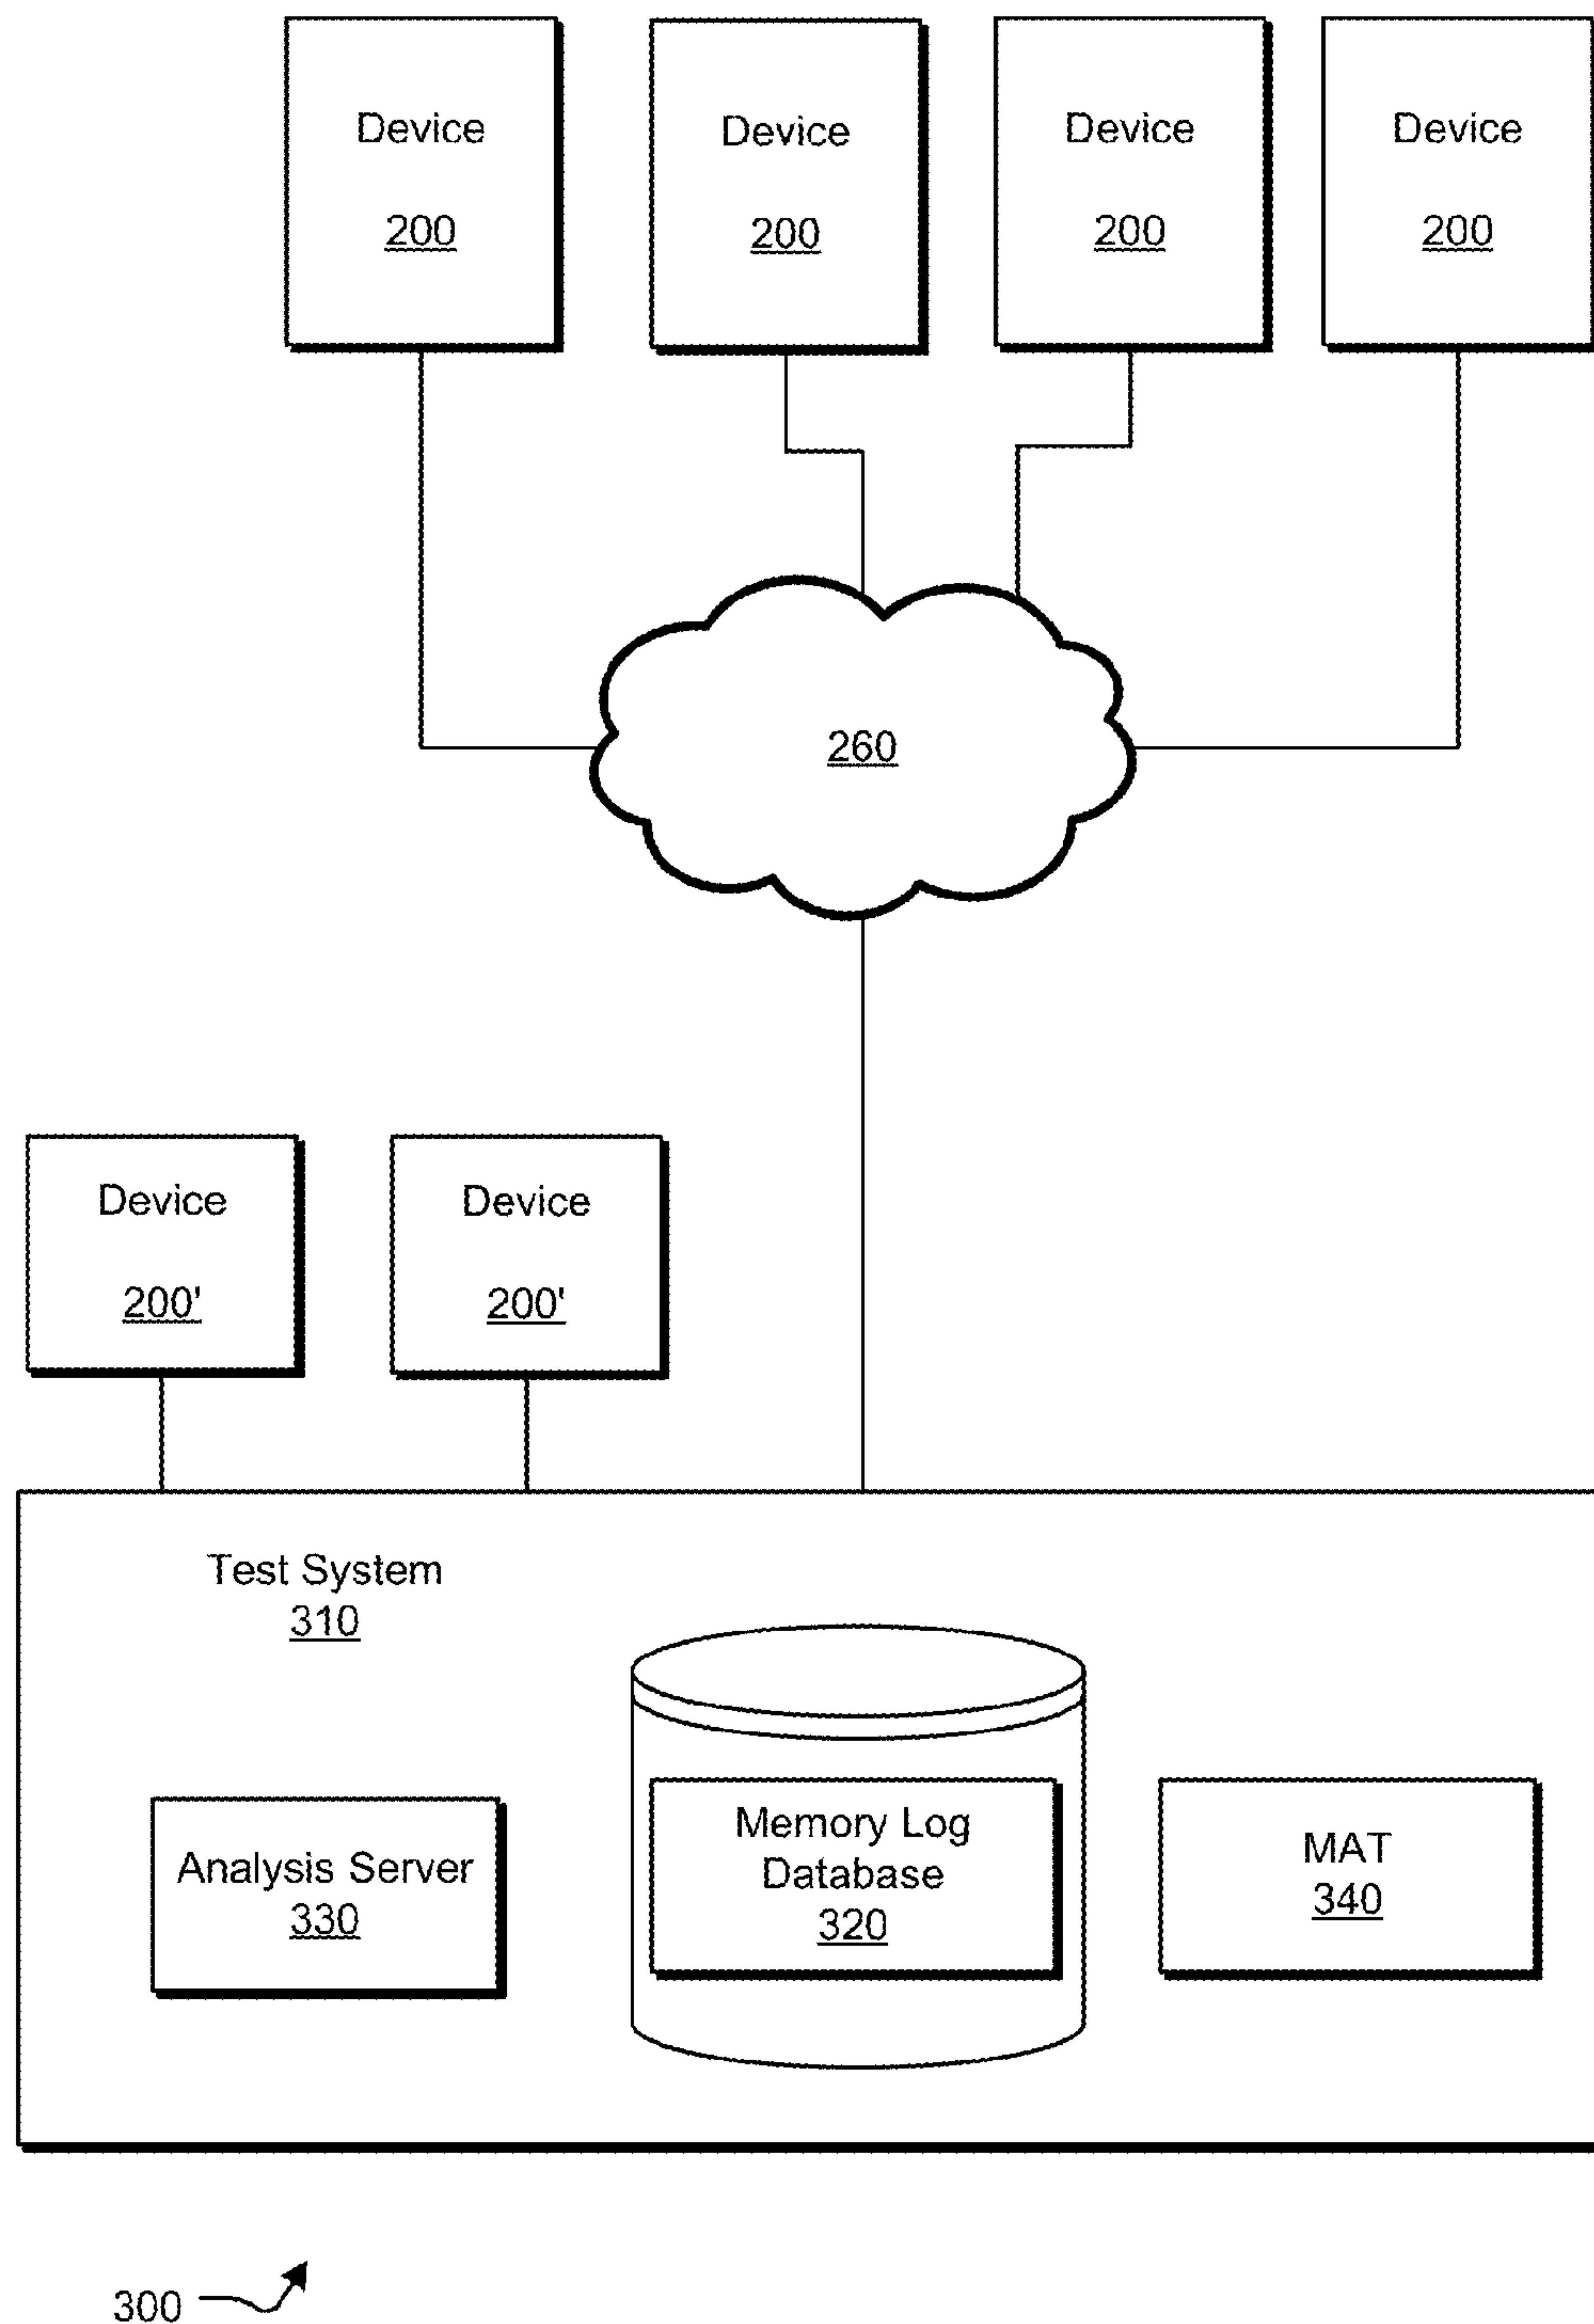 Device
200
Device
200
Device
200
Device
200
260
Device
200'
Device
200'
Test System
310
Analysis Server
330
Memory Log
Database
320
MAT
340
300